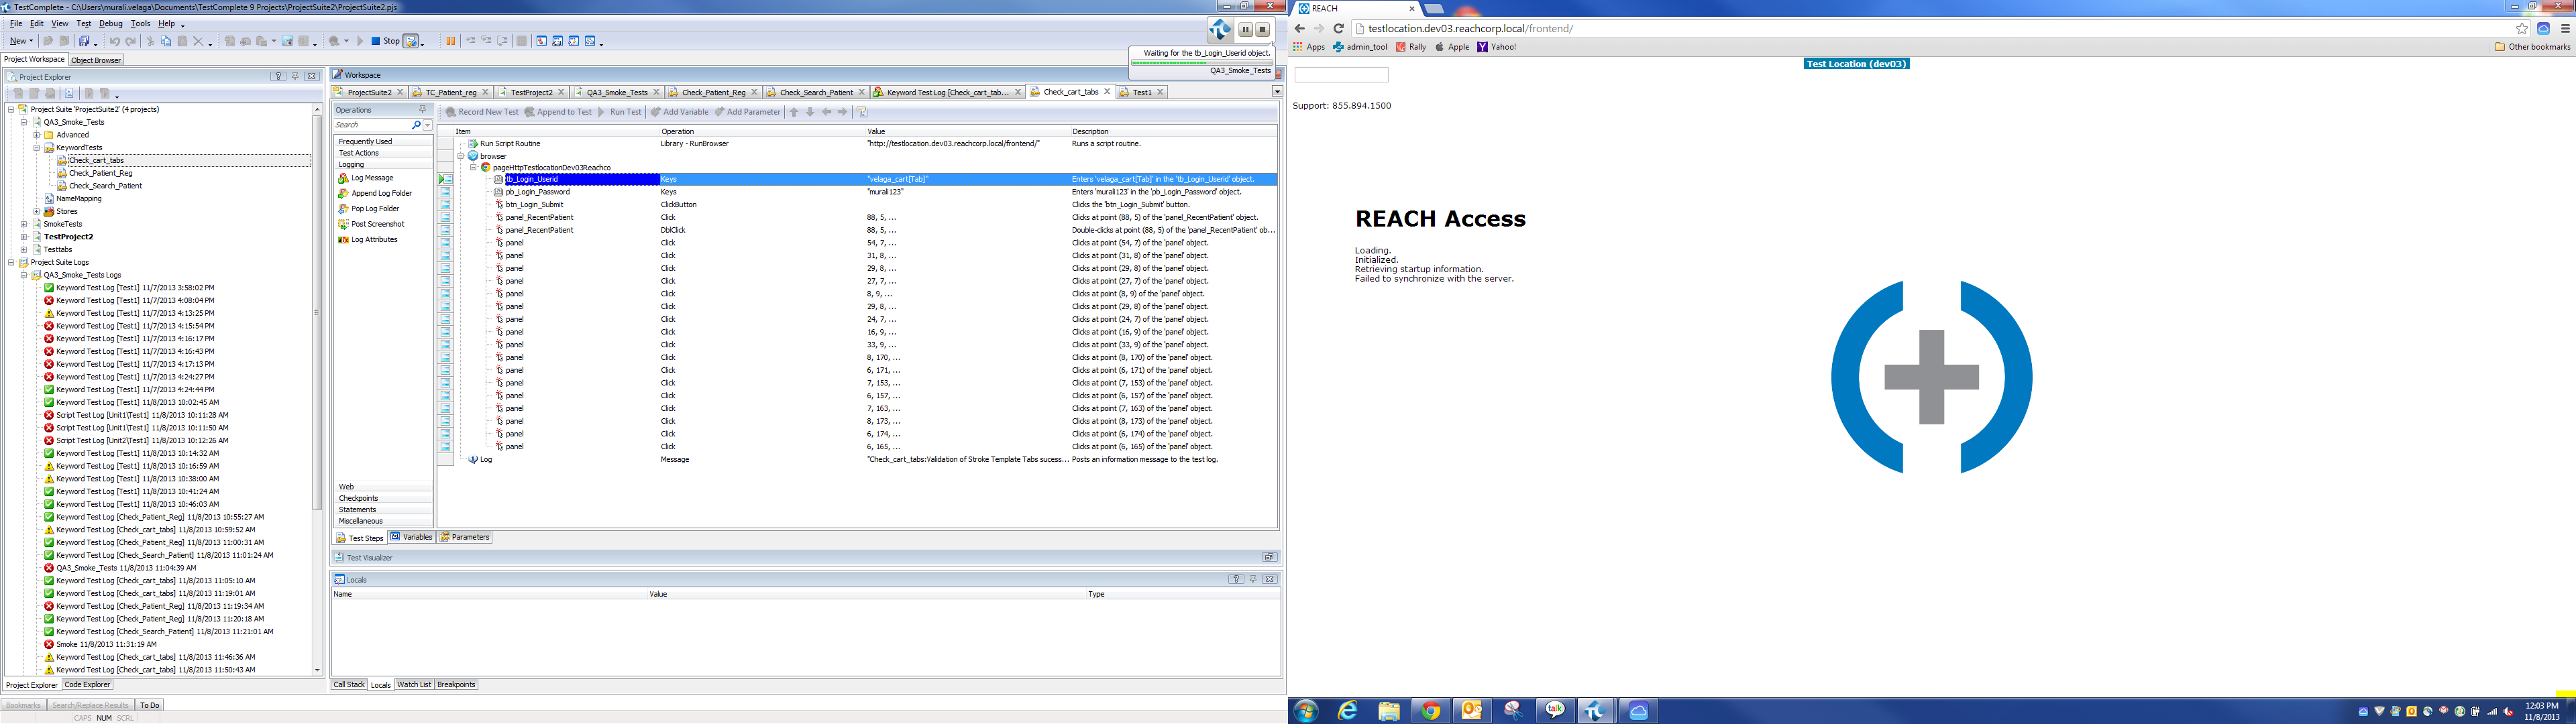 TestComplete - C:\Users\murali.velaga\Documents\TestComplete 9 Projects\ProjectSuite2\ProjectSuite2.pjs
File Edit View Test Debug Tools Help
New
Stop
Waiting for the tb_Login_Userid object.
QA3_Smoke_Tests
Project Workspace Object Browser
Project Explorer
Project Suite 'ProjectSuite2' (4 projects)
QA3_Smoke_Tests
Advanced
KeywordTests
Check_cart_tabs
Check_Patient_Reg
Check_Search_Patient
NameMapping
Stores
SmokeTests
TestProject2
Testtabs
Project Suite Logs
QA3_Smoke_Tests Logs
Keyword Test Log [Test1] 11/7/2013 3:58:02 PM
Keyword Test Log [Test1] 11/7/2013 4:08:04 PM
Keyword Test Log [Test1] 11/7/2013 4:13:25 PM
Keyword Test Log [Test1] 11/7/2013 4:15:54 PM
Keyword Test Log [Test1] 11/7/2013 4:16:17 PM
Keyword Test Log [Test1] 11/7/2013 4:16:43 PM
Keyword Test Log [Test1] 11/7/2013 4:17:13 PM
Keyword Test Log [Test1] 11/7/2013 4:24:27 PM
Keyword Test Log [Test1] 11/7/2013 4:24:44 PM
Keyword Test Log [Test1] 11/8/2013 10:02:45 AM
Script Test Log [Unit1\Test1] 11/8/2013 10:11:28 AM
Script Test Log [Unit1\Test1] 11/8/2013 10:11:50 AM
Script Test Log [Unit2\Test1] 11/8/2013 10:12:26 AM
Keyword Test Log [Test1] 11/8/2013 10:14:32 AM
Keyword Test Log [Test1] 11/8/2013 10:16:59 AM
Keyword Test Log [Test1] 11/8/2013 10:38:00 AM
Keyword Test Log [Test1] 11/8/2013 10:41:24 AM
Keyword Test Log [Test1] 11/8/2013 10:46:03 AM
Keyword Test Log [Check_Patient_Reg] 11/8/2013 10:55:27 AM
Keyword Test Log [Check_cart_tabs] 11/8/2013 10:59:52 AM
Keyword Test Log [Check_Patient_Reg] 11/8/2013 11:00:31 AM
Keyword Test Log [Check_Search_Patient] 11/8/2013 11:01:24 AM
QA3_Smoke_Tests 11/8/2013 11:04:39 AM
Keyword Test Log [Check_cart_tabs] 11/8/2013 11:05:10 AM
Keyword Test Log [Check_cart_tabs] 11/8/2013 11:19:01 AM
Keyword Test Log [Check_Patient_Reg] 11/8/2013 11:19:34 AM
Keyword Test Log [Check_Patient_Reg] 11/8/2013 11:20:18 AM
Keyword Test Log [Check_Search_Patient] 11/8/2013 11:21:01 AM
Smoke 11/8/2013 11:31:19 AM
Keyword Test Log [Check_cart_tabs] 11/8/2013 11:46:36 AM
Keyword Test Log [Check_cart_tabs] 11/8/2013 11:50:43 AM
Project Explorer Code Explorer
Bookmarks Search/Replace Results To Do
CAPS NUM SCRL
Workspace
ProjectSuite2 TC_Patient_reg TestProject2 QA3_Smoke_Tests Check_Patient_Reg Check_Search_Patient Keyword Test Log [Check_cart_tab... Check_cart_tabs Test1
Operations
Search
Frequently Used
Test Actions
Logging
Log Message
Append Log Folder
Pop Log Folder
Post Screenshot
Log Attributes
Web
Checkpoints
Statements
Miscellaneous
Record New Test Append to Test Run Test Add Variable Add Parameter
Item Operation Value Description
Run Script Routine Library - RunBrowser "http://testlocation.dev03.reachcorp.local/frontend/" Runs a script routine.
browser
pageHttpTestlocationDev03Reachco
tb_Login_Userid Keys "velaga_cart[Tab]" Enters 'velaga_cart[Tab]' in the 'tb_Login_Userid' object.
pb_Login_Password Keys "murali123" Enters 'murali123' in the 'pb_Login_Password' object.
btn_Login_Submit ClickButton Clicks the 'btn_Login_Submit' button.
panel_RecentPatient Click 88, 5, ... Clicks at point (88, 5) of the 'panel_RecentPatient' object.
panel_RecentPatient DblClick 88, 5, ... Double-clicks at point (88, 5) of the 'panel_RecentPatient' ob...
panel Click 54, 7, ... Clicks at point (54, 7) of the 'panel' object.
panel Click 31, 8, ... Clicks at point (31, 8) of the 'panel' object.
panel Click 29, 8, ... Clicks at point (29, 8) of the 'panel' object.
panel Click 27, 7, ... Clicks at point (27, 7) of the 'panel' object.
panel Click 8, 9, ... Clicks at point (8, 9) of the 'panel' object.
panel Click 29, 8, ... Clicks at point (29, 8) of the 'panel' object.
panel Click 24, 7, ... Clicks at point (24, 7) of the 'panel' object.
panel Click 16, 9, ... Clicks at point (16, 9) of the 'panel' object.
panel Click 33, 9, ... Clicks at point (33, 9) of the 'panel' object.
panel Click 8, 170, ... Clicks at point (8, 170) of the 'panel' object.
panel Click 6, 171, ... Clicks at point (6, 171) of the 'panel' object.
panel Click 7, 153, ... Clicks at point (7, 153) of the 'panel' object.
panel Click 6, 157, ... Clicks at point (6, 157) of the 'panel' object.
panel Click 7, 163, ... Clicks at point (7, 163) of the 'panel' object.
panel Click 8, 173, ... Clicks at point (8, 173) of the 'panel' object.
panel Click 6, 174, ... Clicks at point (6, 174) of the 'panel' object.
panel Click 6, 165, ... Clicks at point (6, 165) of the 'panel' object.
Log Message "Check_cart_tabs:Validation of Stroke Template Tabs sucess... Posts an information message to the test log.
Test Steps Variables Parameters
Test Visualizer
Locals
Name Value Type
Call Stack Locals Watch List Breakpoints
REACH
testlocation.dev03.reachcorp.local/frontend/
Apps admin_tool Rally Apple Yahoo! Other bookmarks
Test Location (dev03)
Support: 855.894.1500
REACH Access
Loading.
Initialized.
Retrieving startup information.
Failed to synchronize with the server.
talk
12:03 PM
11/8/2013